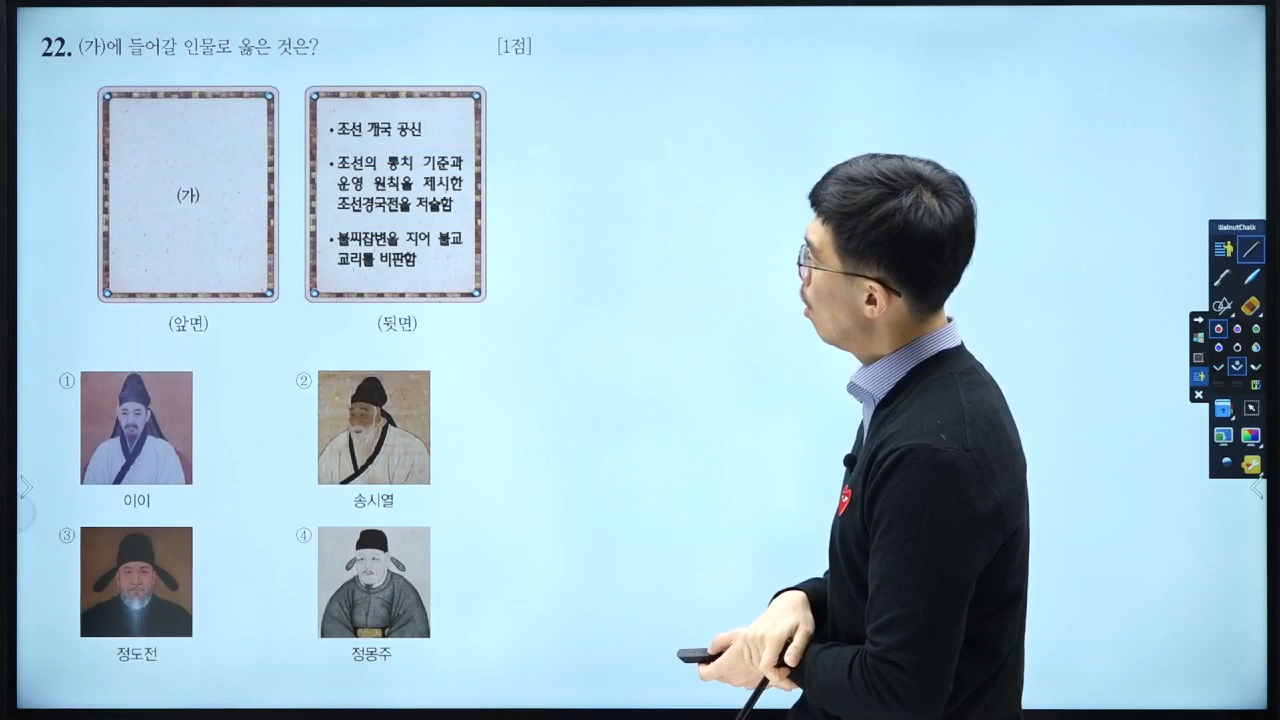 22. (가)에 들어갈 인물로 옳은 것은? [1점]
(가)
• 조선 개국 공신
• 조선의 통치 기준과
운영 원칙을 제시한
조선경국전을 저술함
• 불씨잡변을 지어 불교
교리를 비판함
(앞면) (뒷면)
① ②
이이 송시열
③ ④
정도전 정몽주
WalnutChalk